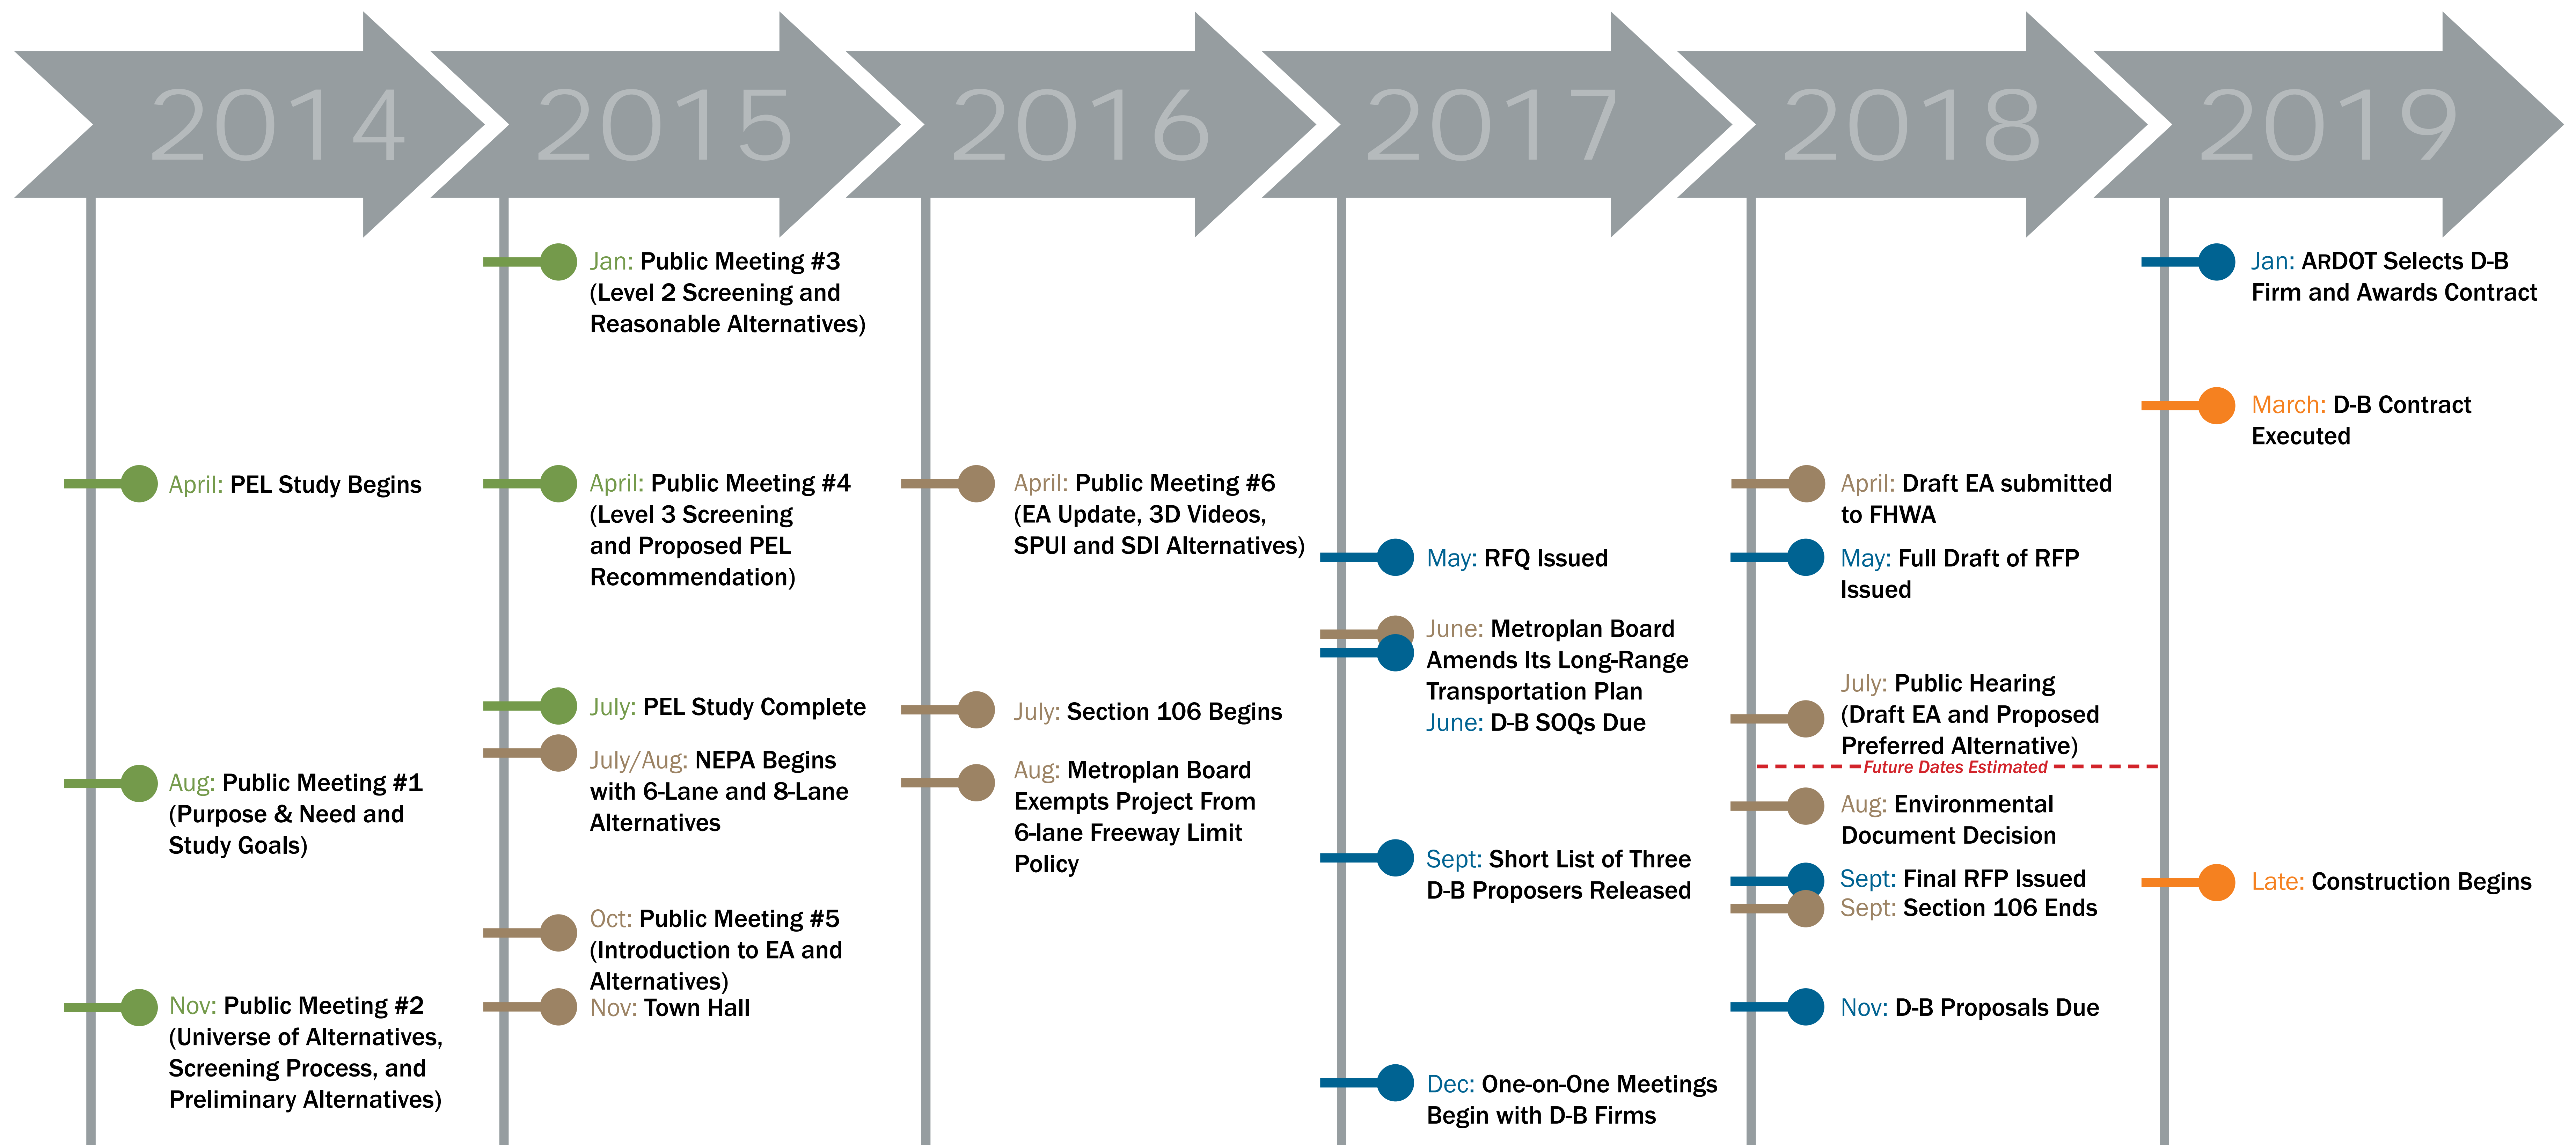 2014
2015
2016
2017
2018
2019
April: PEL Study Begins
Aug: Public Meeting #1
(Purpose & Need and
Study Goals)
Nov: Public Meeting #2
(Universe of Alternatives,
Screening Process, and
Preliminary Alternatives)
Jan: Public Meeting #3
(Level 2 Screening and
Reasonable Alternatives)
April: Public Meeting #4
(Level 3 Screening
and Proposed PEL
Recommendation)
July: PEL Study Complete
July/Aug: NEPA Begins
with 6-Lane and 8-Lane
Alternatives
Oct: Public Meeting #5
(Introduction to EA and
Alternatives)
Nov: Town Hall
April: Public Meeting #6
(EA Update, 3D Videos,
SPUI and SDI Alternatives)
July: Section 106 Begins
Aug: Metroplan Board
Exempts Project From
6-lane Freeway Limit
Policy
May: RFQ Issued
June: Metroplan Board
Amends Its Long-Range
Transportation Plan
June: D-B SOQs Due
Sept: Short List of Three
D-B Proposers Released
Dec: One-on-One Meetings
Begin with D-B Firms
April: Draft EA submitted
to FHWA
May: Full Draft of RFP
Issued
July: Public Hearing
(Draft EA and Proposed
Preferred Alternative)
Future Dates Estimated
Aug: Environmental
Document Decision
Sept: Final RFP Issued
Sept: Section 106 Ends
Nov: D-B Proposals Due
Jan: ARDOT Selects D-B
Firm and Awards Contract
March: D-B Contract
Executed
Late: Construction Begins